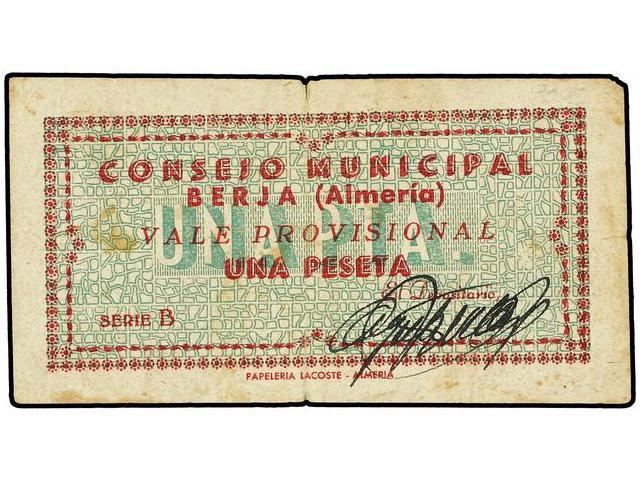 CONSEJO MUNICIPAL
BERJA (Almería)
UNA PTA.
VALE PROVISIONAL
UNA PESETA
El Depositario
SERIE B
PAPELERIA LACOSTE - ALMERIA